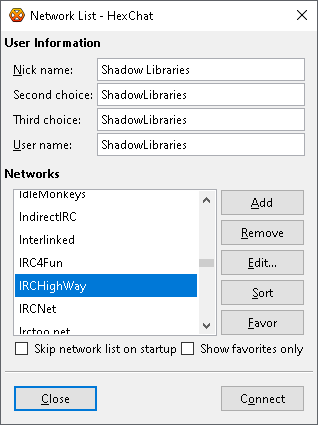 Network List - HexChat
User Information
Nick name: Shadow Libraries
Second choice: ShadowLibraries
Third choice: ShadowLibraries
User name: ShadowLibraries
Networks
IdleMonkeys
IndirectIRC
Interlinked
IRC4Fun
IRCHighWay
IRCNet
Irctoo.net
Add
Remove
Edit...
Sort
Favor
Skip network list on startup
Show favorites only
Close
Connect